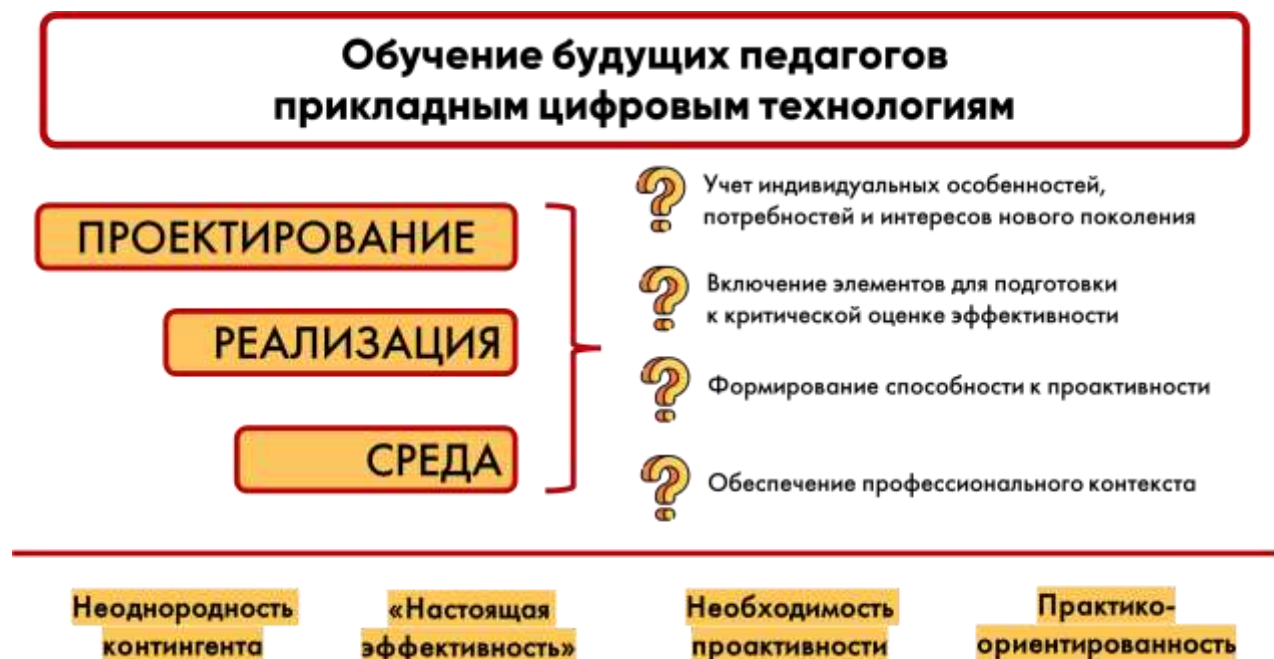 Обучение будущих педагогов
прикладным цифровым технологиям
ПРОЕКТИРОВАНИЕ
РЕАЛИЗАЦИЯ
СРЕДА
Учет индивидуальных особенностей,
потребностей и интересов нового поколения
Включение элементов для подготовки
к критической оценке эффективности
Формирование способности к проактивности
Обеспечение профессионального контекста
Неоднородность
контингента
«Настоящая
эффективность»
Необходимость
проактивности
Практико-
ориентированность